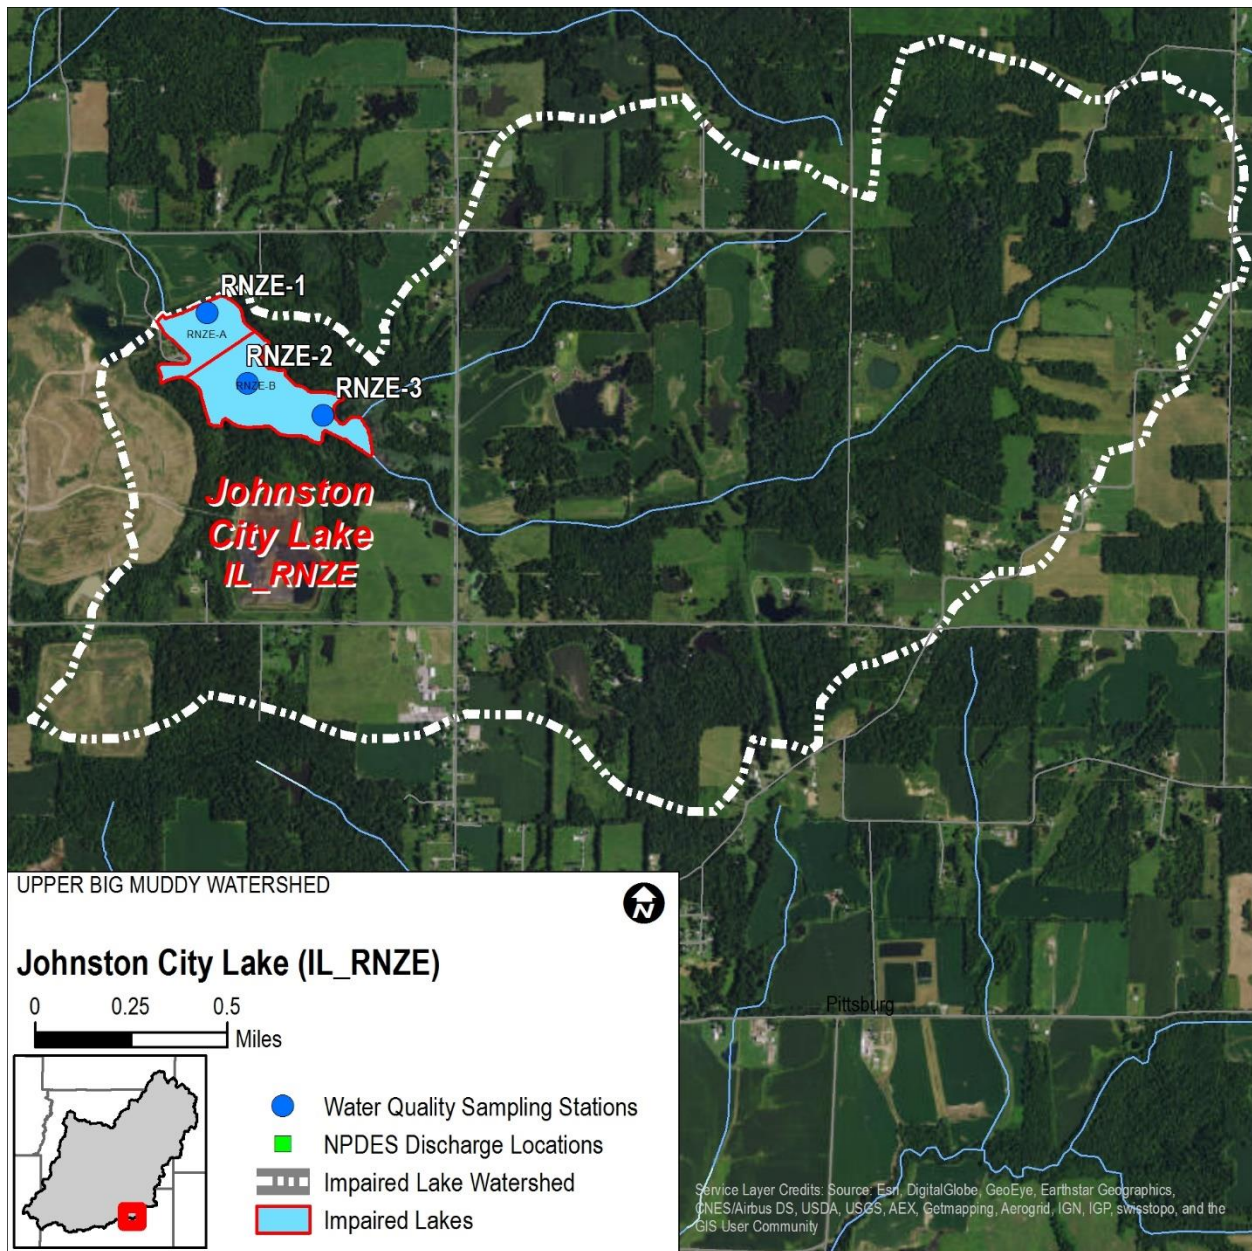 RNZE-1
RNZE-A
RNZE-2
RNZE-B
RNZE-3
Johnston
City Lake
IL_RNZE
UPPER BIG MUDDY WATERSHED
N
Johnston City Lake (IL_RNZE)
0 0.25 0.5
Miles
Water Quality Sampling Stations
NPDES Discharge Locations
Impaired Lake Watershed
Impaired Lakes
Pittsburg
Service Layer Credits: Source: Esri, DigitalGlobe, GeoEye, Earthstar Geographics,
CNES/Airbus DS, USDA, USGS, AEX, Getmapping, Aerogrid, IGN, IGP, swisstopo, and the
GIS User Community